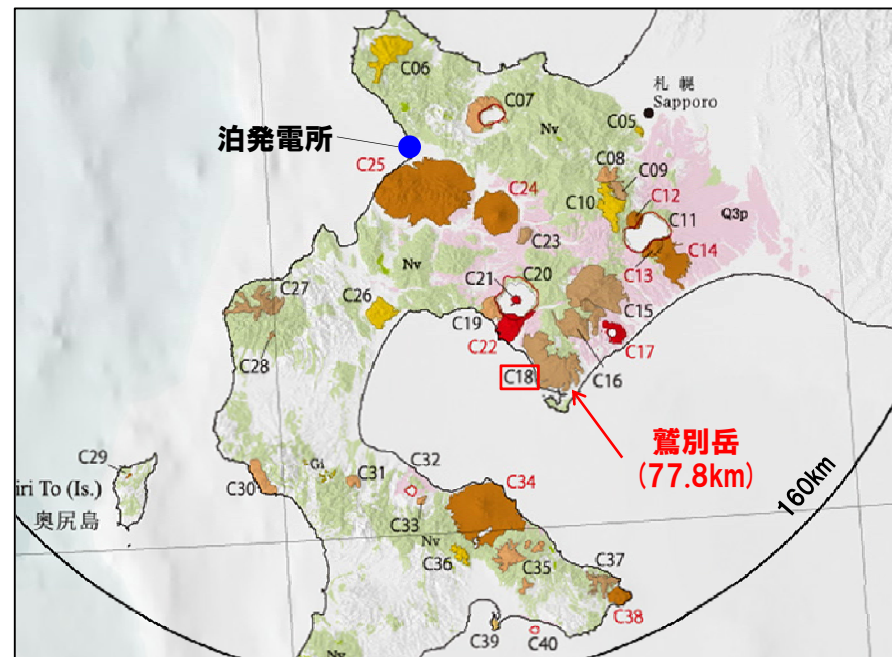 C06
C07
札幌
Sapporo
C05
Nv
泊発電所
C25
C08
C09
C24
C12
C10
C11
Q3p
C23
C14
C13
Nv
C21
C20
C27
C26
C15
C19
C22
C17
C28
C16
C18
鷲別岳
(77.8km)
C29
C32
C31
C34
160km
Gi
C30
iri To (Is.)
奥尻島
C33
Nv
C36
C35
C37
C38
C39
C40
Nv